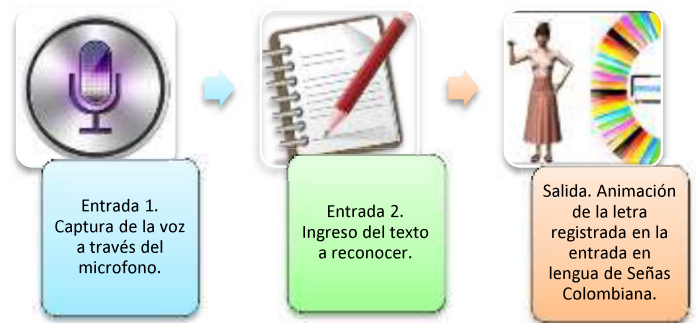 Entrada 1.
Captura de la voz
a través del
microfono.
Entrada 2.
Ingreso del texto
a reconocer.
Salida. Animación
de la letra
registrada en la
entrada en
lengua de Señas
Colombiana.